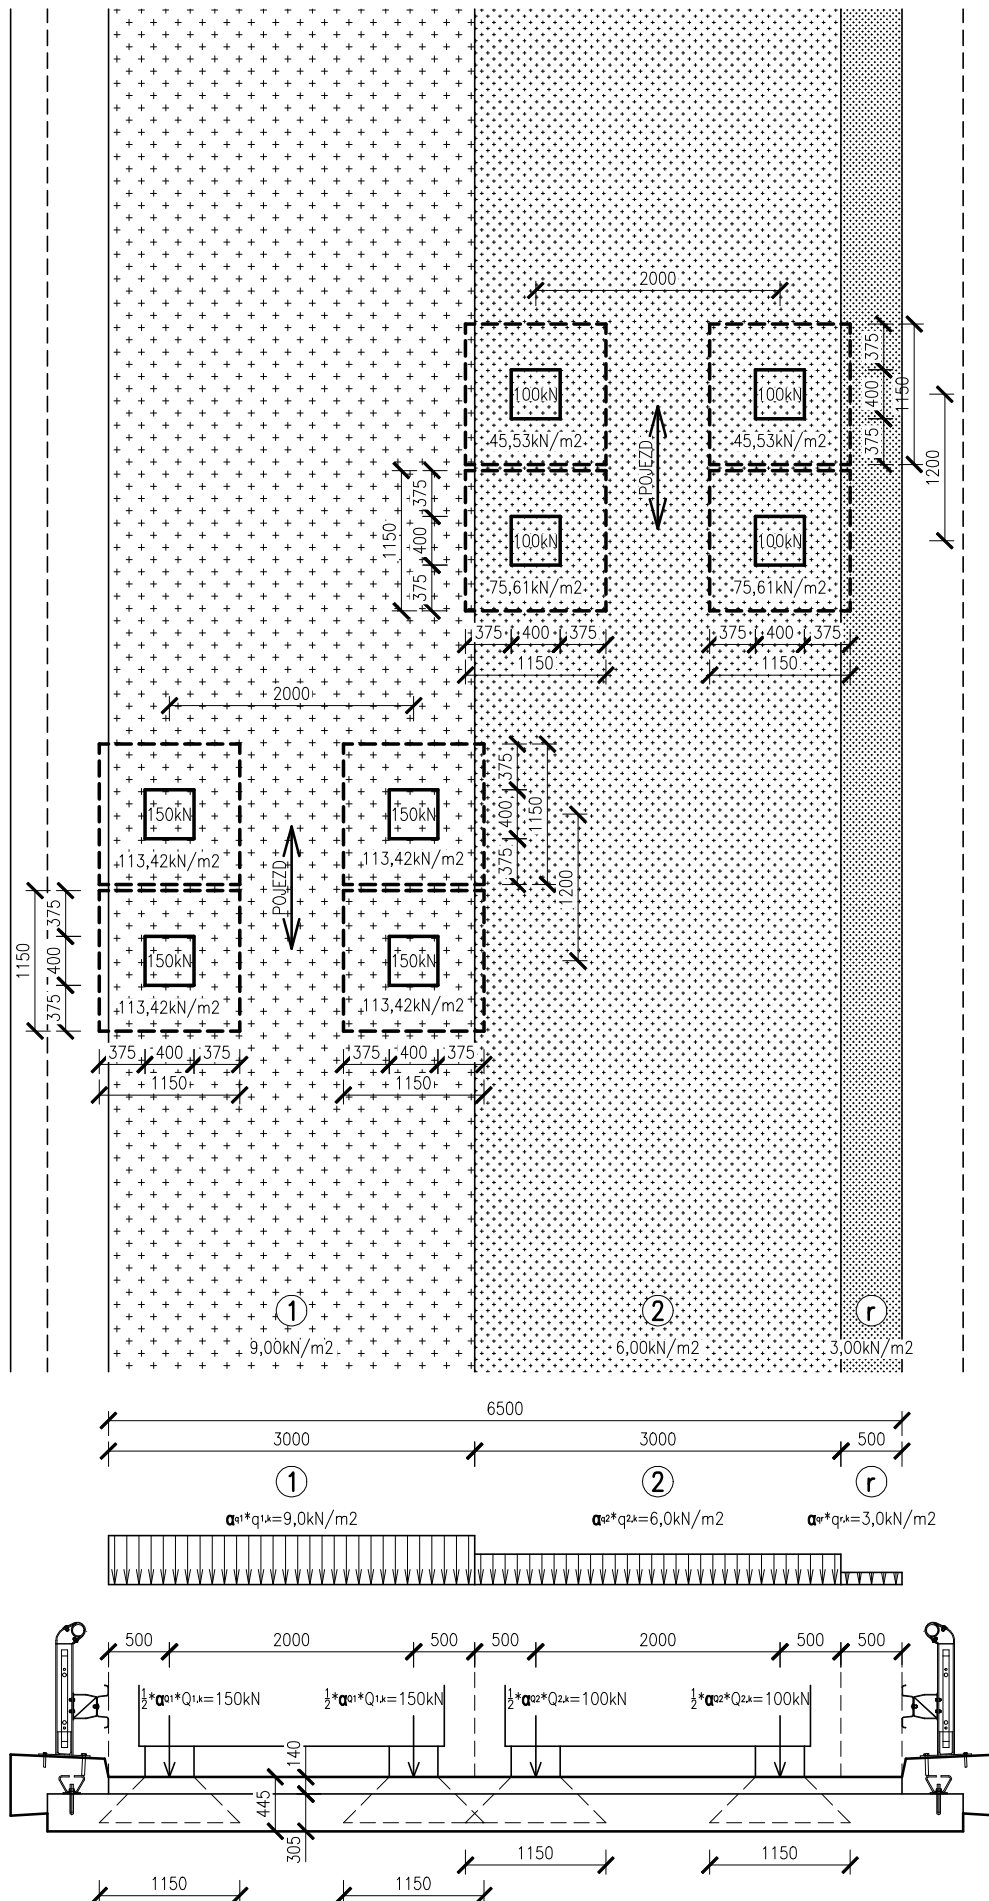 2000
100kN
100kN
45,53kN/m2
45,53kN/m2
375
400
375
1150
1200
POJEZD
375
400
375
1150
100kN
100kN
75,61kN/m2
75,61kN/m2
375 400 375
375 400 375
1150
1150
2000
150kN
150kN
113,42kN/m2
113,42kN/m2
375
400
375
1150
1200
POJEZD
375
400
375
1150
150kN
150kN
113,42kN/m2
113,42kN/m2
375 400 375
375 400 375
1150
1150
1
2
r
9,00kN/m2
6,00kN/m2
3,00kN/m2
6500
3000
3000
500
1
2
r
αq1*q1,k=9,0kN/m2
αq2*q2,k=6,0kN/m2
αqr*qr,k=3,0kN/m2
500 2000 500 500 2000 500 500
½*αQ1*Q1,k=150kN
½*αQ1*Q1,k=150kN
½*αQ2*Q2,k=100kN
½*αQ2*Q2,k=100kN
140
445
305
1150
1150
1150
1150